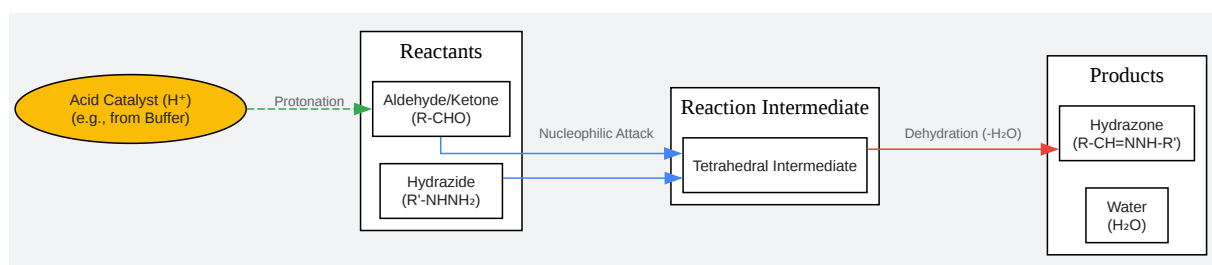 Acid Catalyst (H⁺)
(e.g., from Buffer)
Protonation
Reactants
Aldehyde/Ketone
(R-CHO)
Hydrazide
(R'-NHNH₂)
Nucleophilic Attack
Reaction Intermediate
Tetrahedral Intermediate
Dehydration (-H₂O)
Products
Hydrazone
(R-CH=NNH-R')
Water
(H₂O)